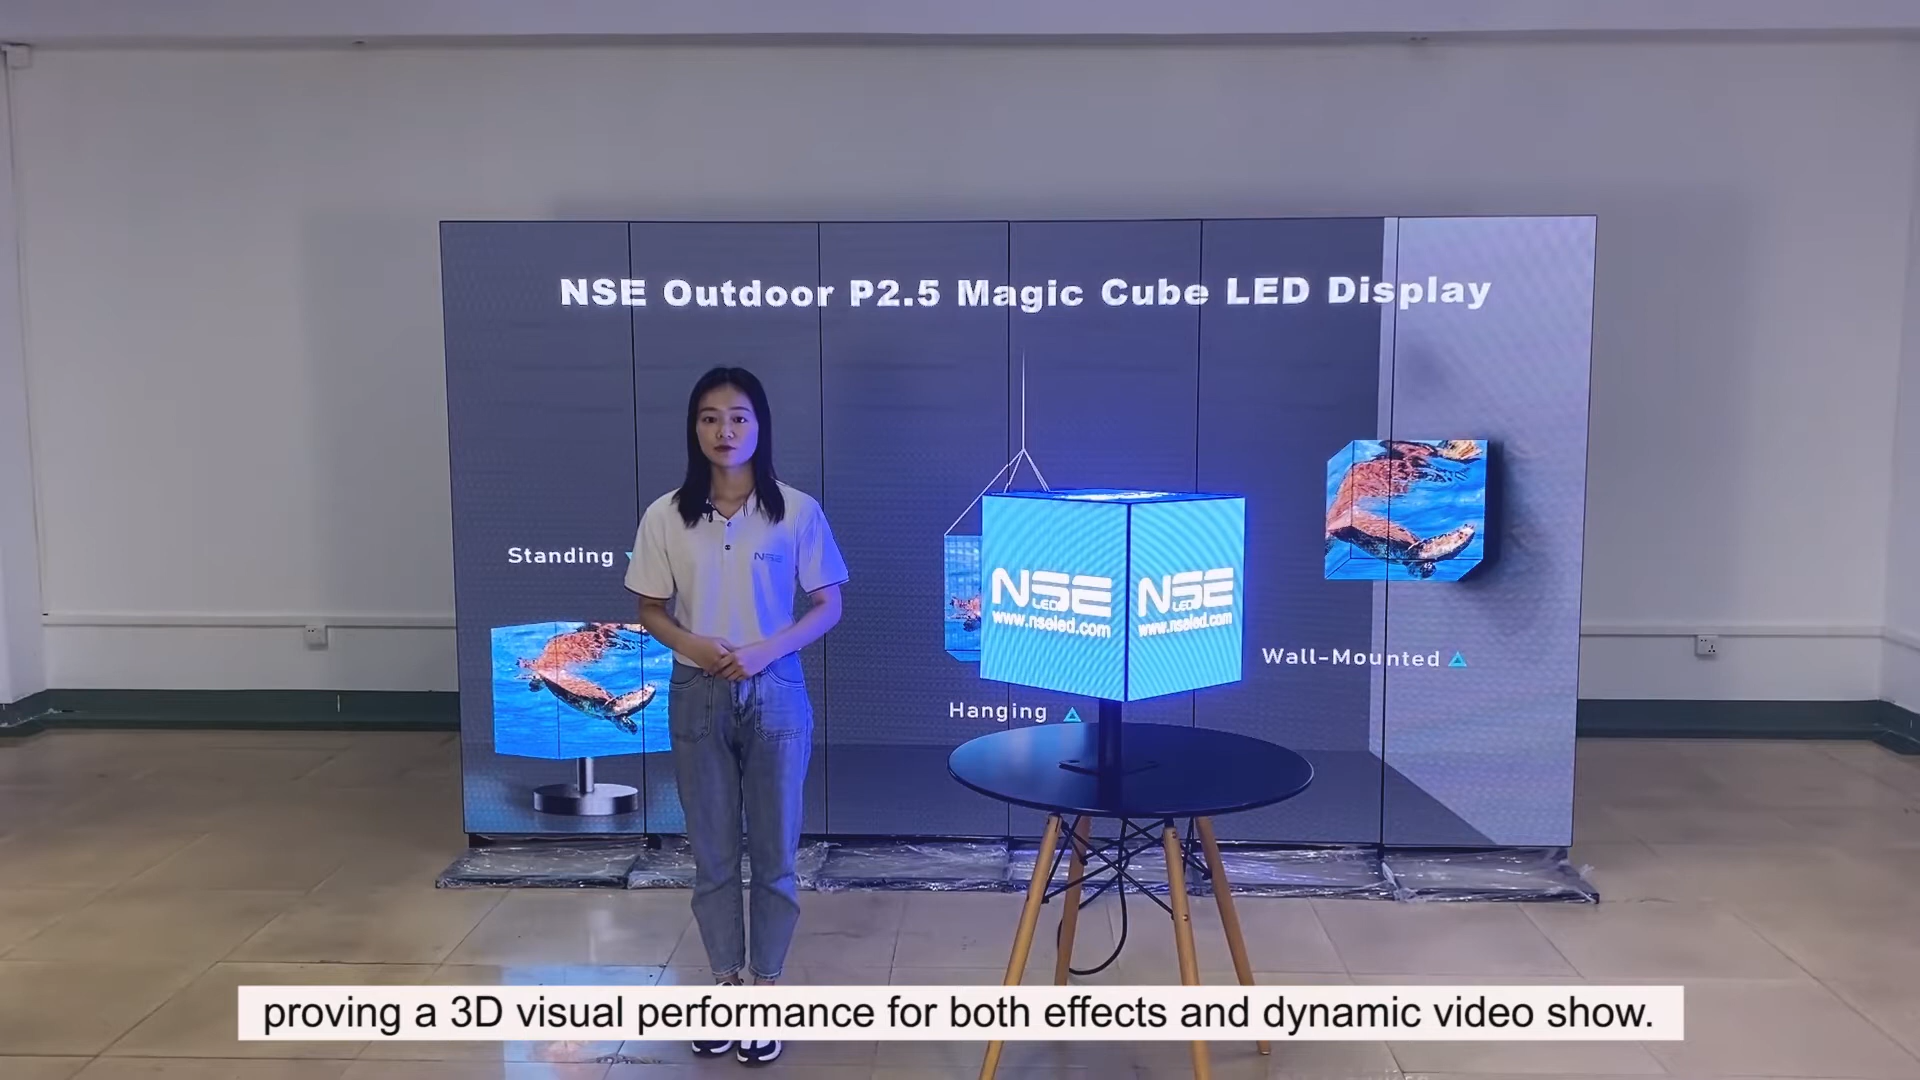 NSE Outdoor P2.5 Magic Cube LED Display
Standing
NSE
NSE
LED
www.nseled.com
NSE
LED
www.nseled.com
Wall-Mounted
Hanging
proving a 3D visual performance for both effects and dynamic video show.